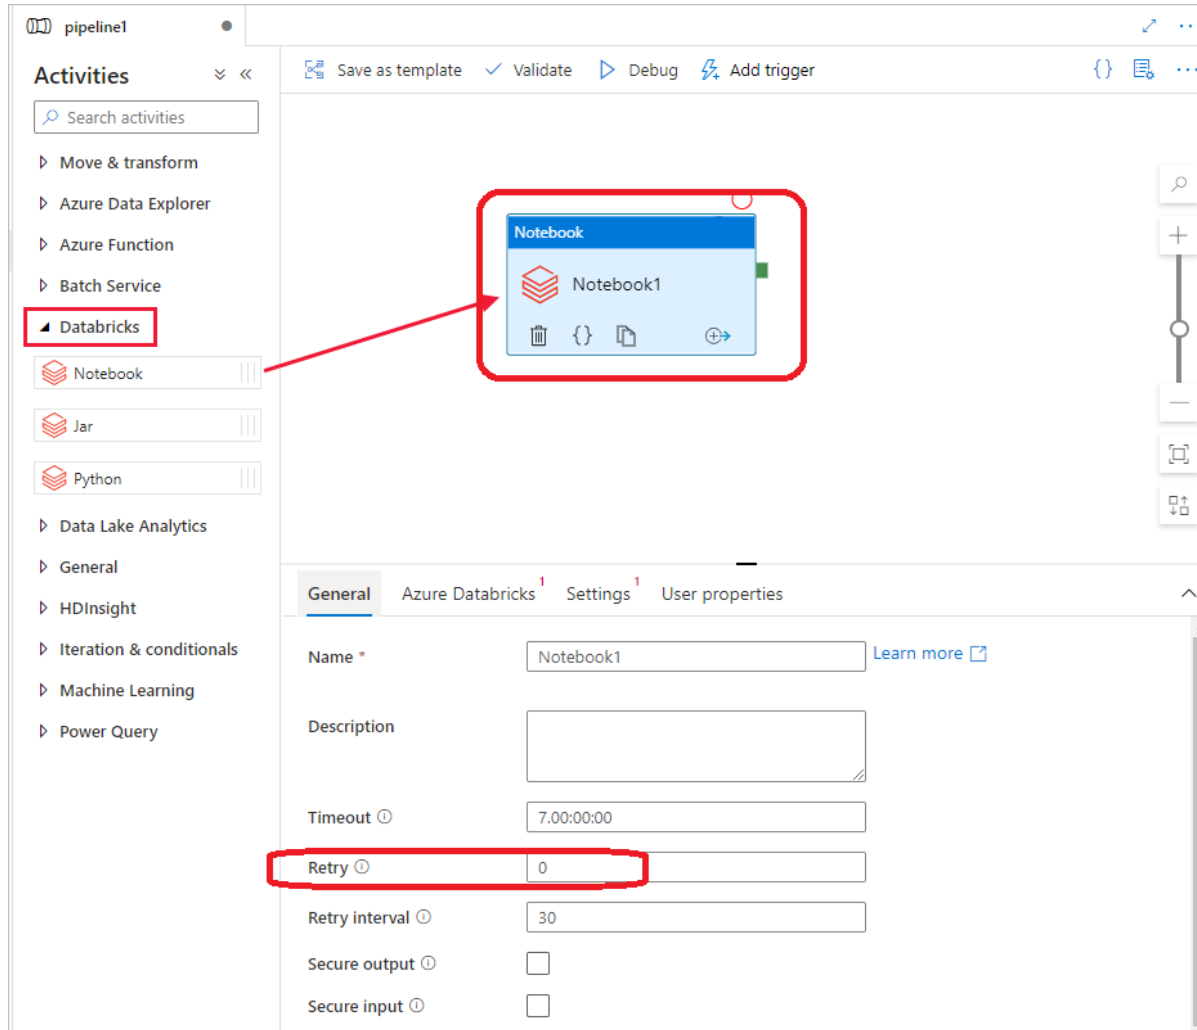 pipeline1
Activities
Search activities
Move & transform
Azure Data Explorer
Azure Function
Batch Service
Databricks
Notebook
Jar
Python
Data Lake Analytics
General
HDInsight
Iteration & conditionals
Machine Learning
Power Query
Save as template Validate Debug Add trigger
Notebook
Notebook1
General Azure Databricks 1 Settings 1 User properties
Name * Notebook1 Learn more
Description
Timeout 7.00:00:00
Retry 0
Retry interval 30
Secure output
Secure input